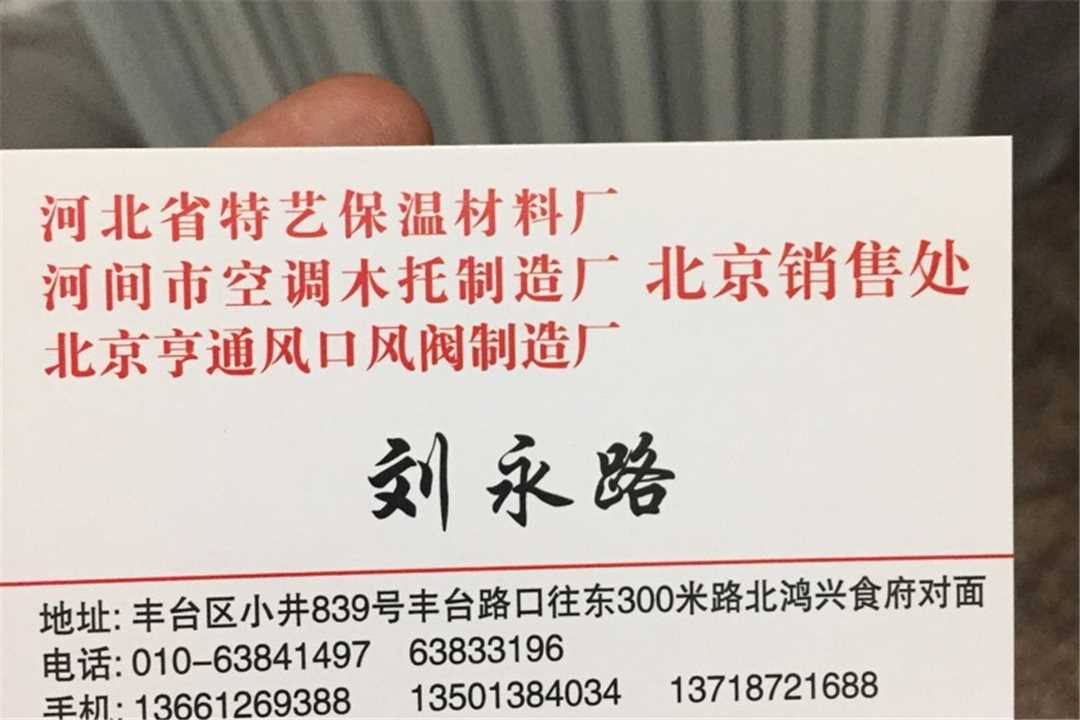 河北省特艺保温材料厂
河间市空调木托制造厂 北京销售处
北京亨通风口风阀制造厂
刘永路
地址: 丰台区小井839号丰台路口往东300米路北鸿兴食府对面
电话: 010-63841497 63833196
手机: 13661269388 13501384034 13718721688